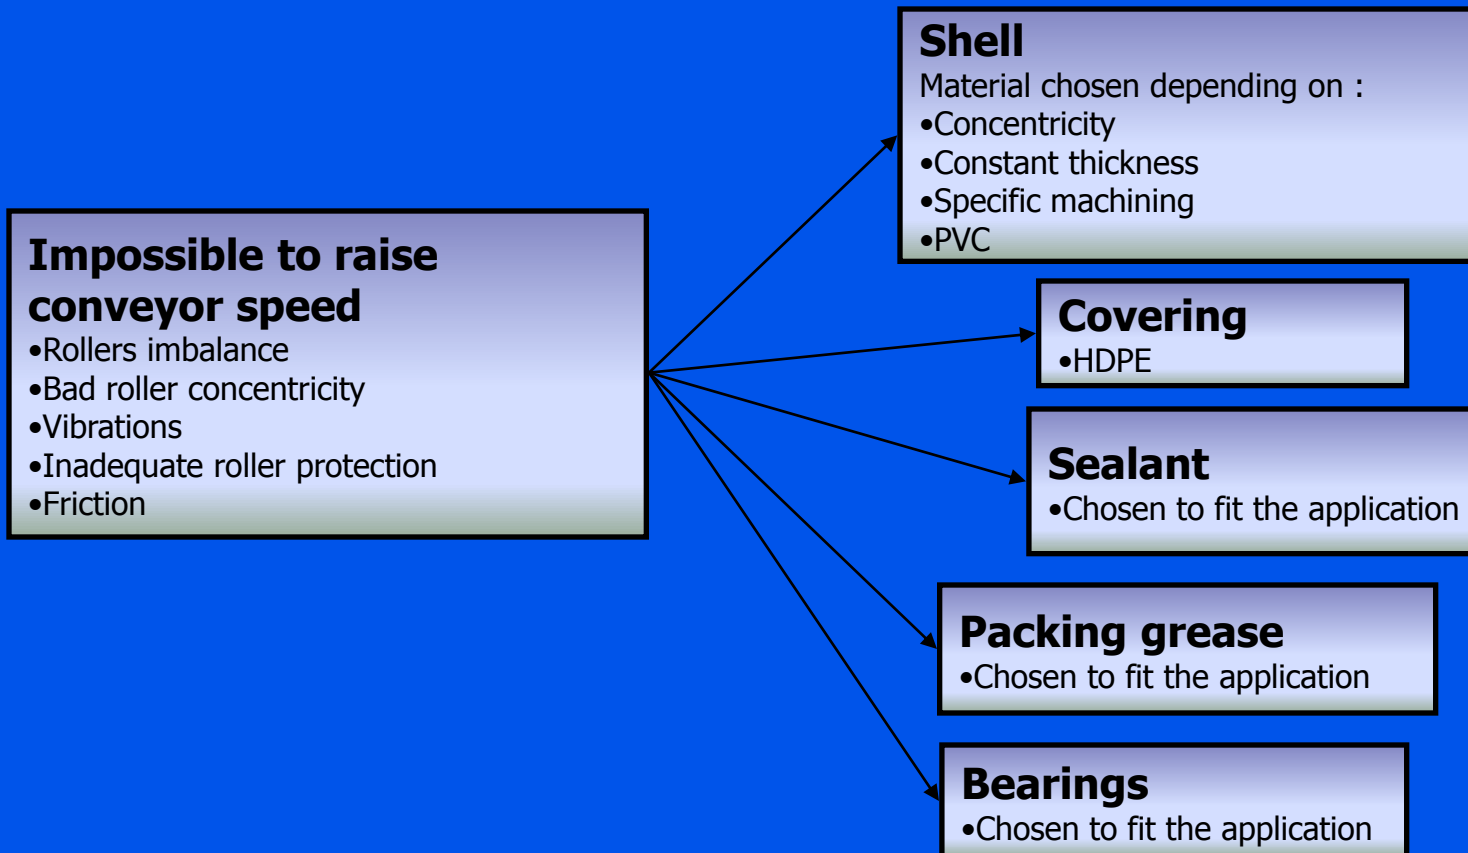 Impossible to raise
conveyor speed
•Rollers imbalance
•Bad roller concentricity
•Vibrations
•Inadequate roller protection
•Friction
Shell
Material chosen depending on :
•Concentricity
•Constant thickness
•Specific machining
•PVC
Covering
•HDPE
Sealant
•Chosen to fit the application
Packing grease
•Chosen to fit the application
Bearings
•Chosen to fit the application